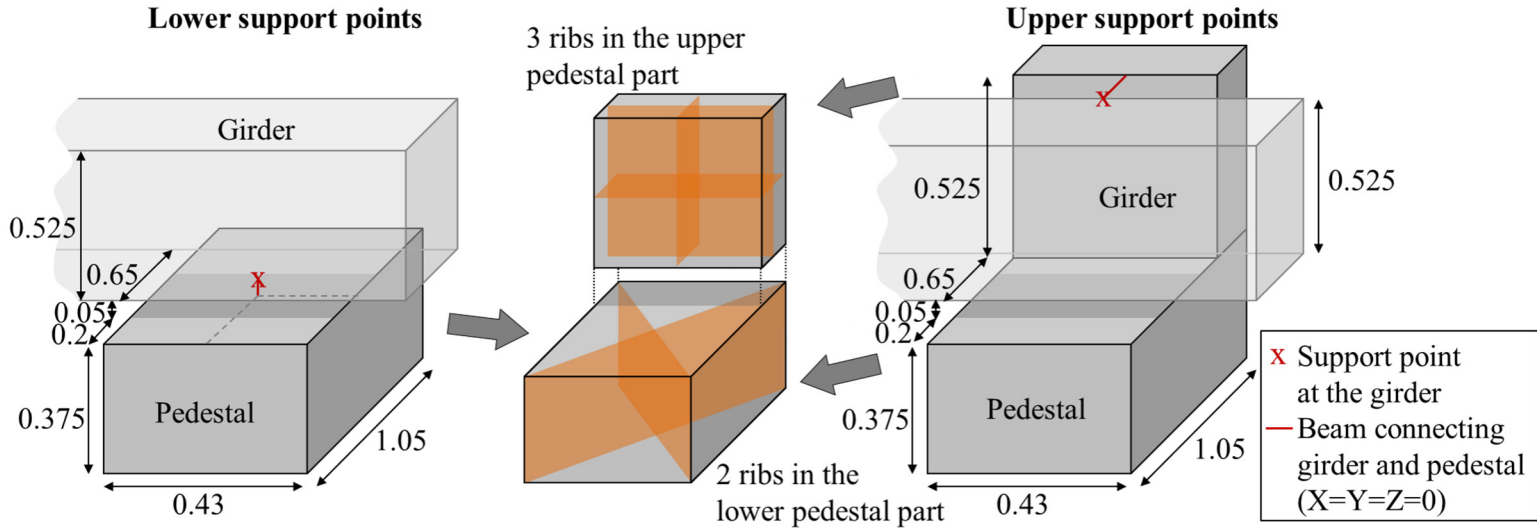 Lower support points
Girder
0.525
0.65
0.05
0.2
X
0.375
Pedestal
1.05
0.43
3 ribs in the upper
pedestal part
2 ribs in the
lower pedestal part
Upper support points
X
0.525
Girder
0.525
0.65
0.05
0.2
0.375
Pedestal
1.05
0.43
X Support point
at the girder
Beam connecting
girder and pedestal
(X=Y=Z=0)